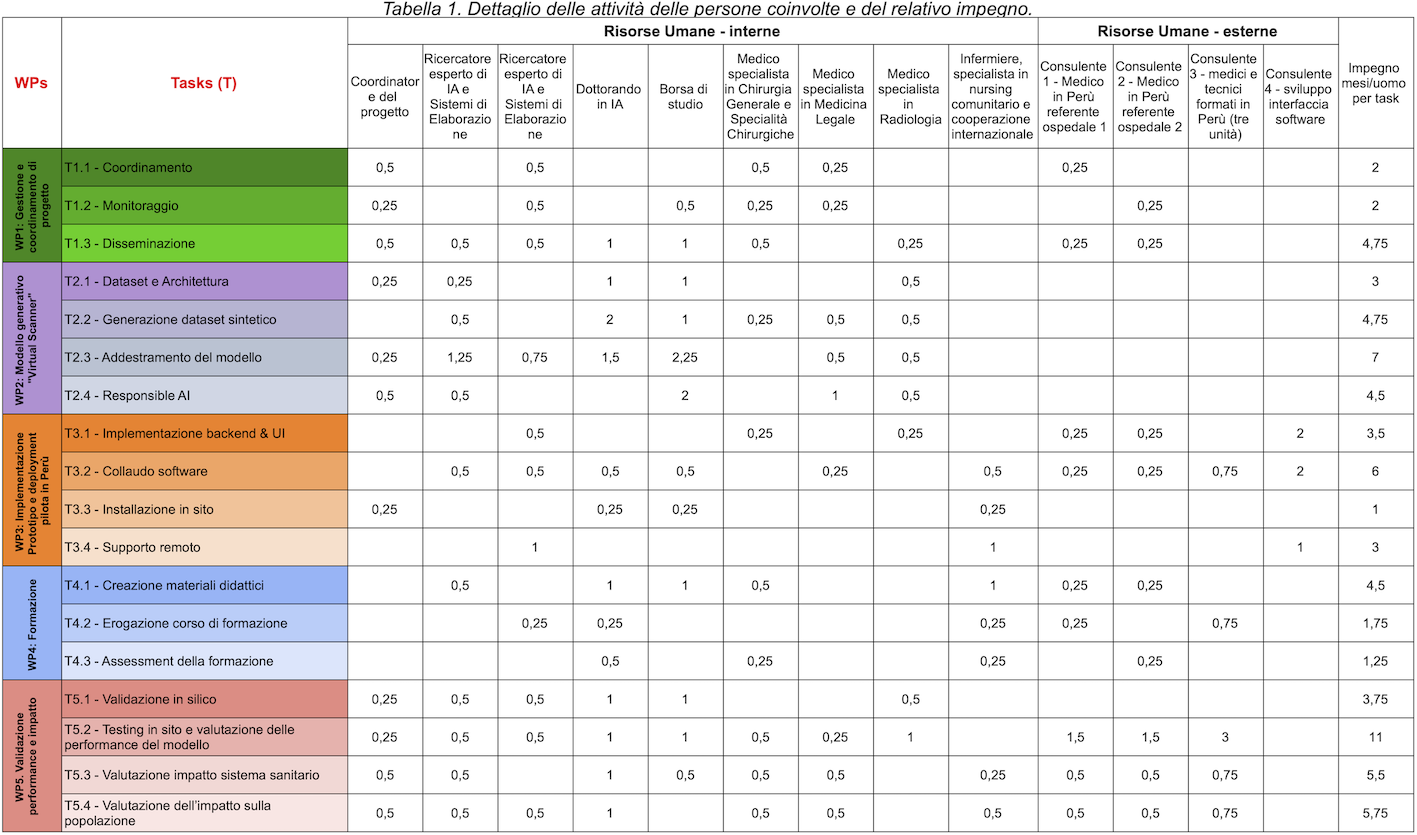 Tabella 1. Dettaglio delle attività delle persone coinvolte e del relativo impegno.
WPs
Tasks (T)
Risorse Umane - interne
Risorse Umane - esterne
Impegno
mesi/uomo
per task
Coordinator
e del
progetto
Ricercatore
esperto di
IA e
Sistemi di
Elaborazio
ne
Ricercatore
esperto di
IA e
Sistemi di
Elaborazio
ne
Dottorando
in IA
Borsa di
studio
Medico
specialista
in Chirurgia
Generale e
Specialità
Chirurgiche
Medico
specialista
in Medicina
Legale
Medico
specialista
in
Radiologia
Infermiere,
specialista in
nursing
comunitario e
cooperazione
internazionale
Consulente
1 - Medico
in Perù
referente
ospedale 1
Consulente
2 - Medico
in Perù
referente
ospedale 2
Consulente
3 - medici e
tecnici
formati in
Perù (tre
unità)
Consulente
4 - sviluppo
interfaccia
software
WP1: Gestione e
coordinamento di
progetto
T1.1 - Coordinamento 0,5 0,5 0,5 0,25 0,25 2
T1.2 - Monitoraggio 0,25 0,5 0,5 0,25 0,25 0,25 2
T1.3 - Disseminazione 0,5 0,5 0,5 1 1 0,5 0,25 0,25 0,25 4,75
WP2: Modello generativo
"Virtual Scanner"
T2.1 - Dataset e Architettura 0,25 0,25 1 1 0,5 3
T2.2 - Generazione dataset sintetico 0,5 2 1 0,25 0,5 0,5 4,75
T2.3 - Addestramento del modello 0,25 1,25 0,75 1,5 2,25 0,5 0,5 7
T2.4 - Responsible AI 0,5 0,5 2 1 0,5 4,5
WP3: Implementazione
Prototipo e deployment
pilota in Perù
T3.1 - Implementazione backend & UI 0,5 0,25 0,25 0,25 0,25 2 3,5
T3.2 - Collaudo software 0,5 0,5 0,5 0,5 0,25 0,5 0,25 0,25 0,75 2 6
T3.3 - Installazione in sito 0,25 0,25 0,25 0,25 1
T3.4 - Supporto remoto 1 1 1 3
WP4: Formazione
T4.1 - Creazione materiali didattici 0,5 1 1 0,5 1 0,25 0,25 4,5
T4.2 - Erogazione corso di formazione 0,25 0,25 0,25 0,25 0,75 1,75
T4.3 - Assessment della formazione 0,5 0,25 0,25 0,25 1,25
WP5. Validazione
performance e impatto
T5.1 - Validazione in silico 0,25 0,5 0,5 1 1 0,5 3,75
T5.2 - Testing in sito e valutazione delle
performance del modello 0,25 0,5 0,5 1 1 0,5 0,25 1 1,5 1,5 3 11
T5.3 - Valutazione impatto sistema sanitario 0,5 0,5 1 0,5 0,5 0,5 0,25 0,5 0,5 0,75 5,5
T5.4 - Valutazione dell'impatto sulla
popolazione 0,5 0,5 0,5 1 0,5 0,5 0,5 0,5 0,5 0,75 5,75